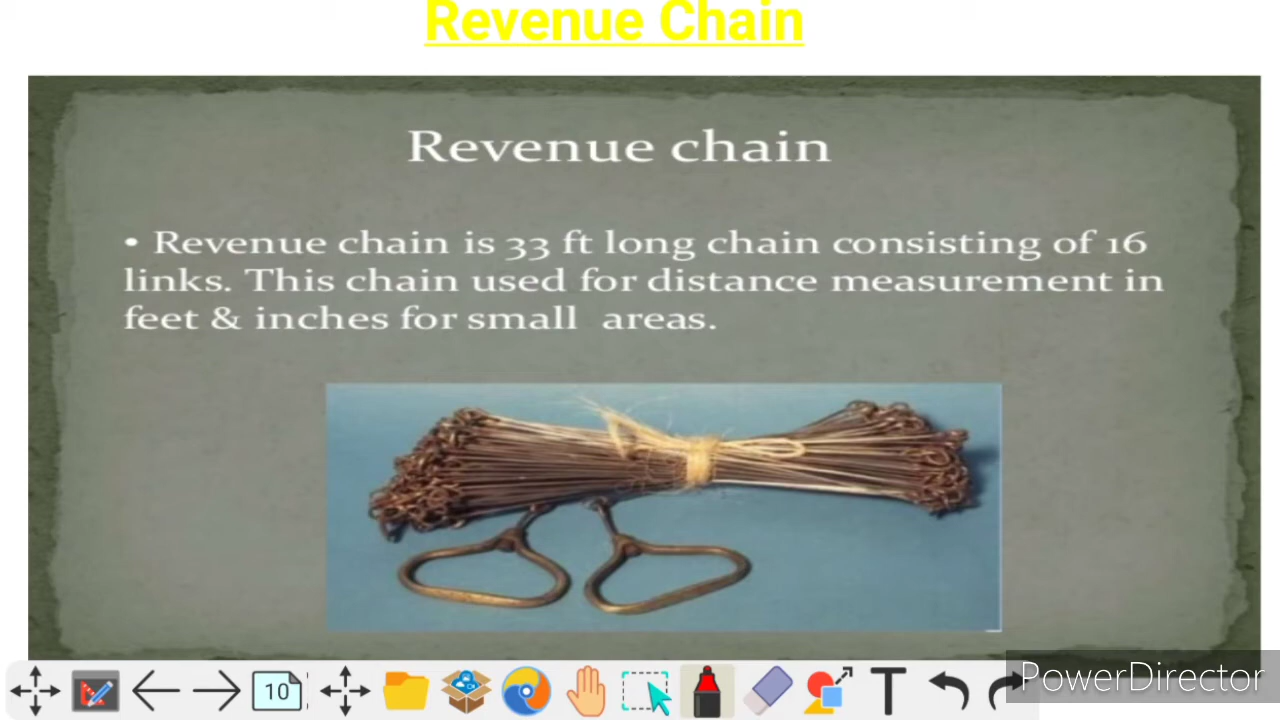 Revenue Chain
Revenue chain
• Revenue chain is 33 ft long chain consisting of 16
links. This chain used for distance measurement in
feet & inches for small areas.
10
T
PowerDirector